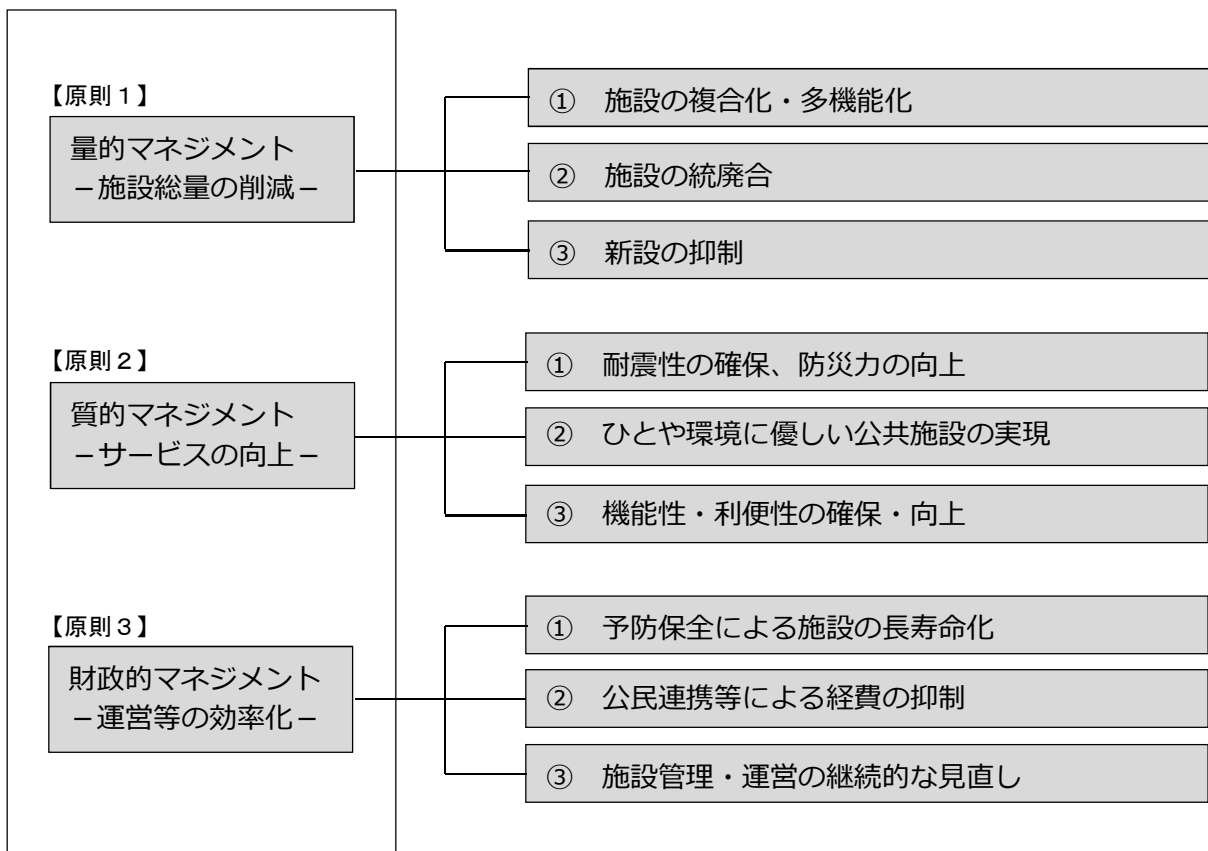 【原則１】
量的マネジメント
－施設総量の削減－
① 施設の複合化・多機能化
② 施設の統廃合
③ 新設の抑制
【原則２】
質的マネジメント
－サービスの向上－
① 耐震性の確保、防災力の向上
② ひとや環境に優しい公共施設の実現
③ 機能性・利便性の確保・向上
【原則３】
財政的マネジメント
－運営等の効率化－
① 予防保全による施設の長寿命化
② 公民連携等による経費の抑制
③ 施設管理・運営の継続的な見直し